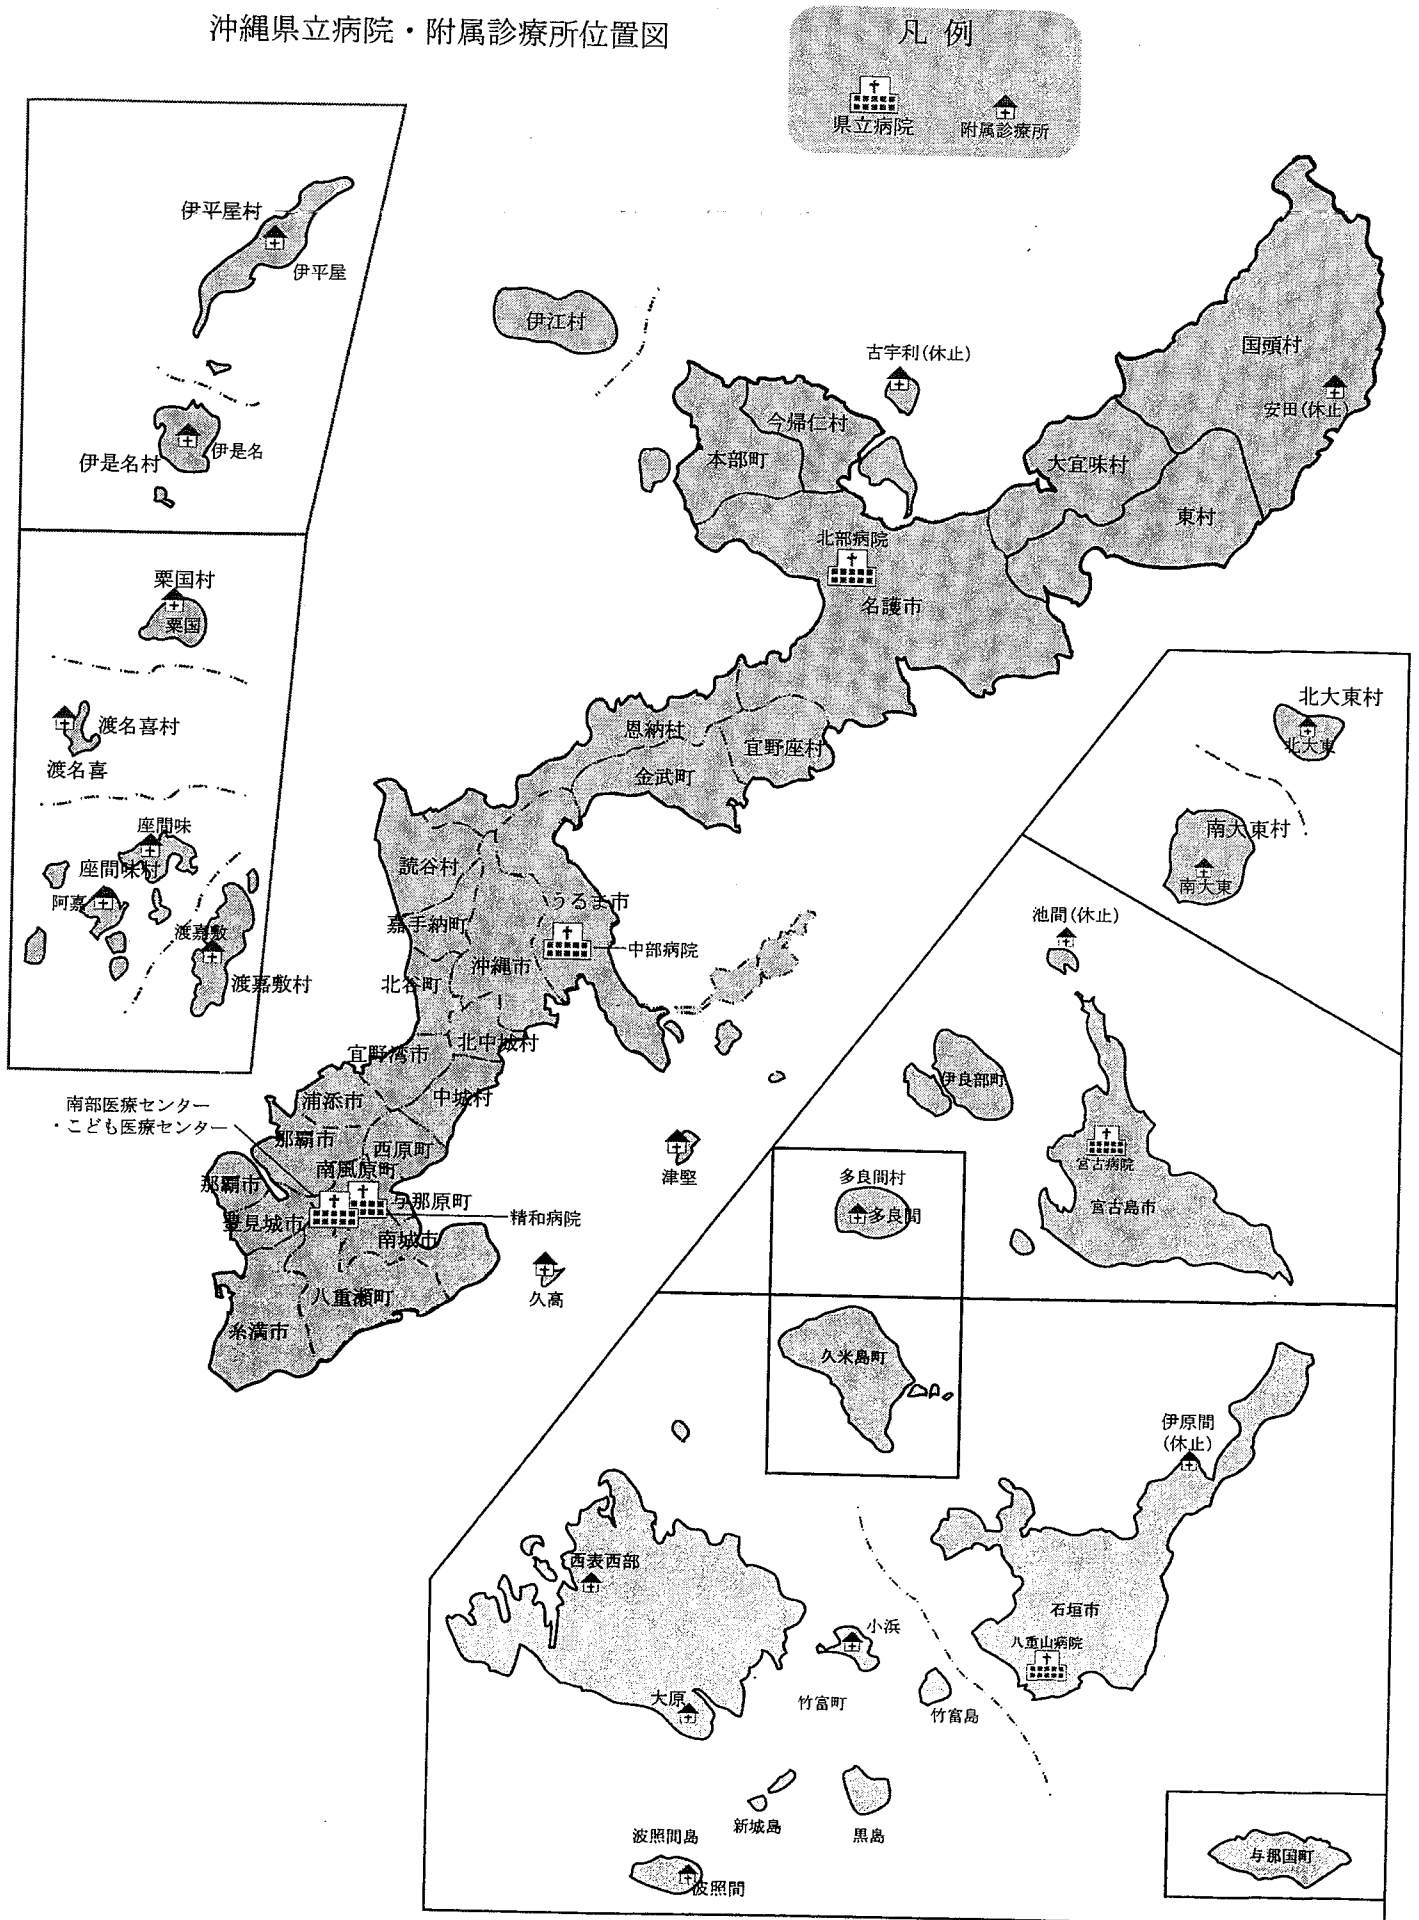 沖縄県立病院・附属診療所位置図
凡 例
県立病院
附属診療所
伊平屋村
伊平屋
伊是名村
伊是名
粟国村
粟国
渡名喜村
渡名喜
座間味
座間味村
阿嘉
渡嘉敷
渡嘉敷村
伊江村
古宇利(休止)
国頭村
安田(休止)
今帰仁村
本部町
大宜味村
東村
北部病院
名護市
恩納村
宜野座村
金武町
読谷村
うるま市
嘉手納町
中部病院
沖縄市
北谷町
北中城村
宜野湾市
中城村
浦添市
南部医療センター
・こども医療センター
那覇市
西原町
南風原町
那覇市
与那原町
豊見城市
精和病院
南城市
八重瀬町
糸満市
津堅
久高
北大東村
北大東
南大東村
南大東
池間(休止)
伊良部町
宮古病院
宮古島市
多良間村
多良間
久米島町
伊原間
(休止)
西表西部
石垣市
小浜
八重山病院
大原
竹富町
竹富島
新城島
黒島
波照間島
波照間
与那国町